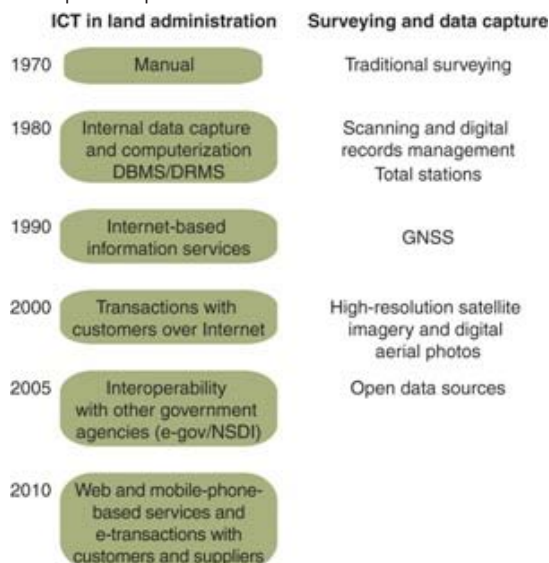 ICT in land administration
Surveying and data capture
1970
Manual
Traditional surveying
1980
Internal data capture
and computerization
DBMS/DRMS
Scanning and digital
records management
Total stations
1990
Internet-based
information services
GNSS
2000
Transactions with
customers over Internet
High-resolution satellite
imagery and digital
aerial photos
2005
Interoperability
with other government
agencies (e-gov/NSDI)
Open data sources
2010
Web and mobile-phone-
based services and
e-transactions with
customers and suppliers